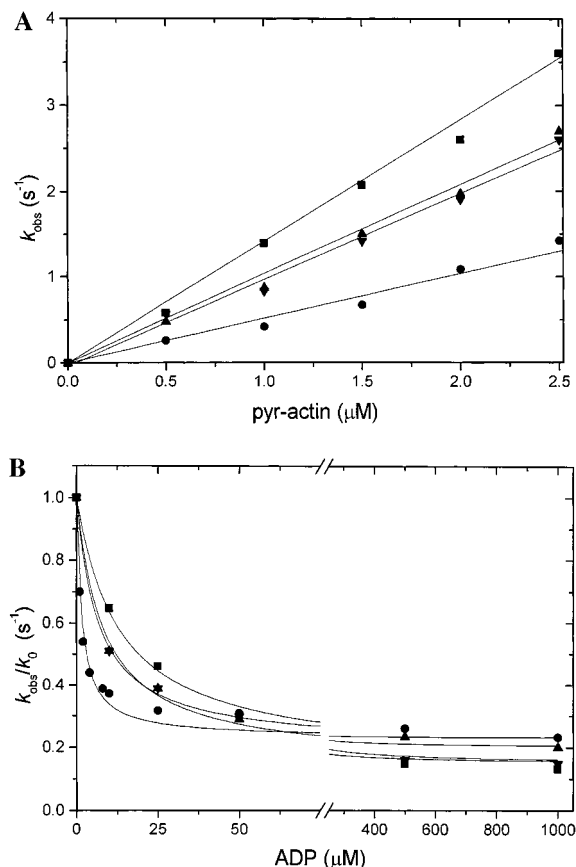 A
4
3
2
1
0
k_obs (s⁻¹)
0.0 0.5 1.0 1.5 2.0 2.5
pyr-actin (μM)
B
1.0
0.8
0.6
0.4
0.2
0.0
k_obs/k_0 (s⁻¹)
0 25 50 400 600 800 1000
ADP (μM)